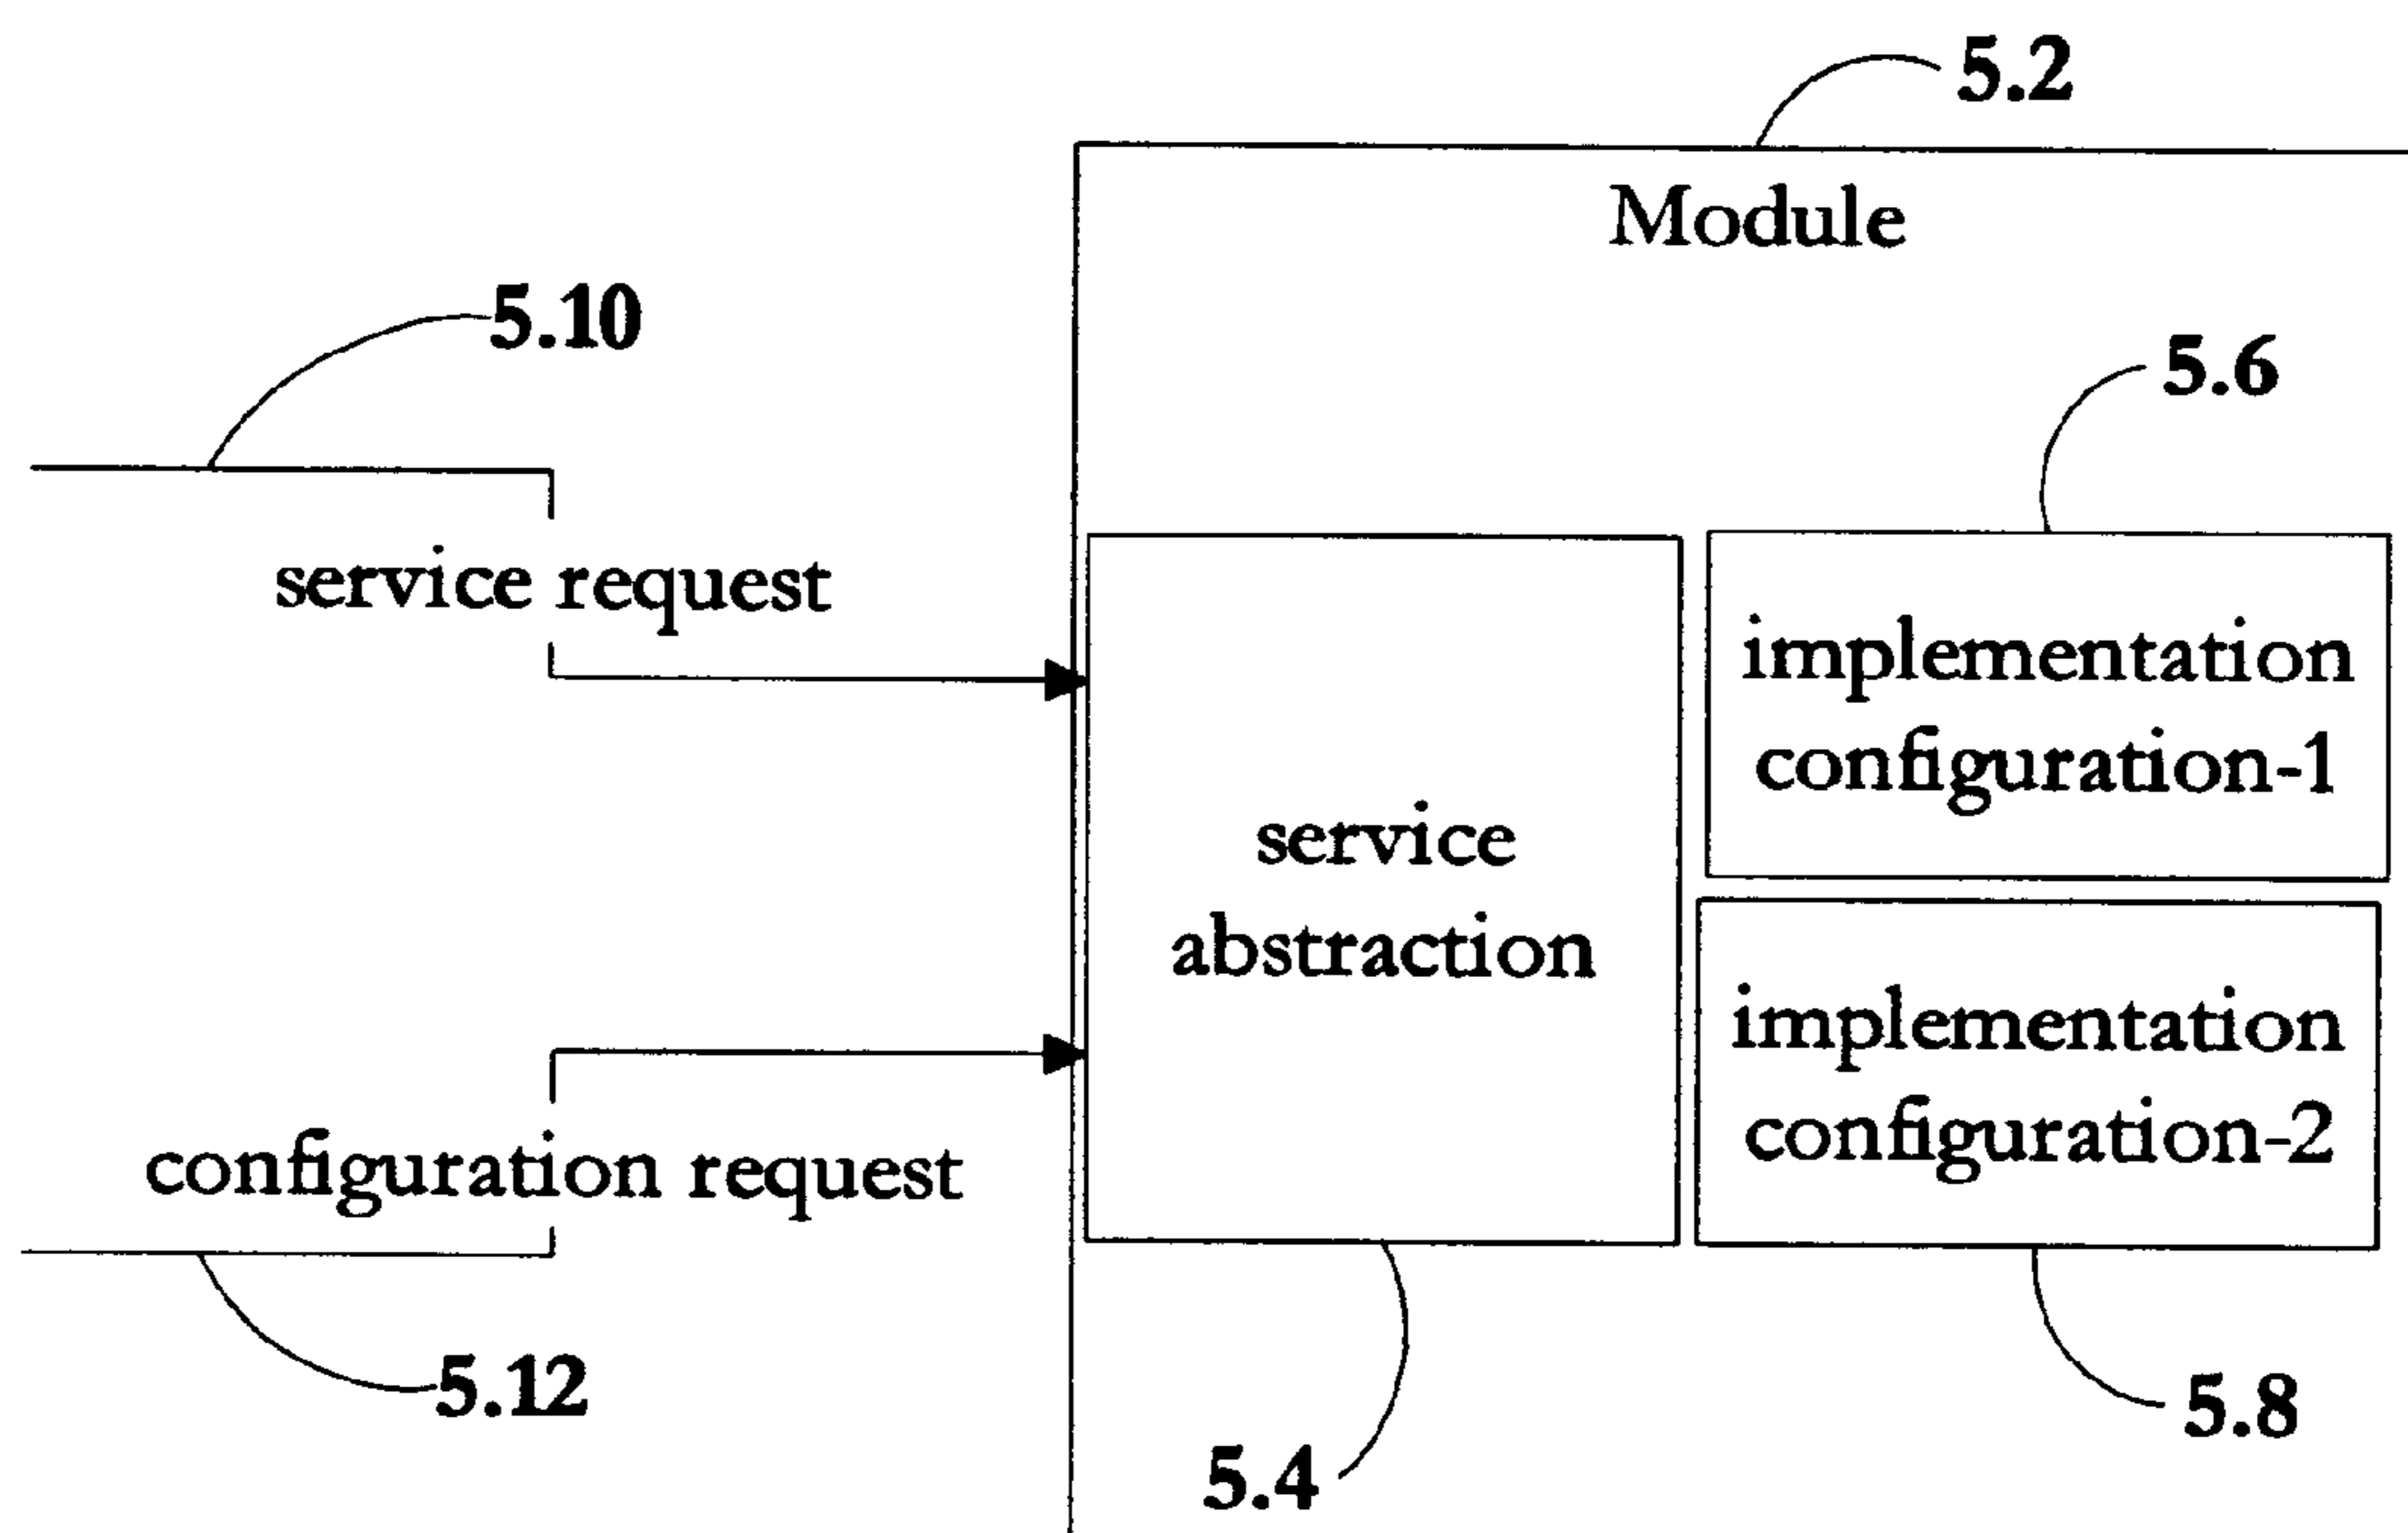 5.2
Module
5.10
5.6
service request
implementation
configuration-1
service
abstraction
implementation
configuration-2
configuration request
5.12
5.8
5.4